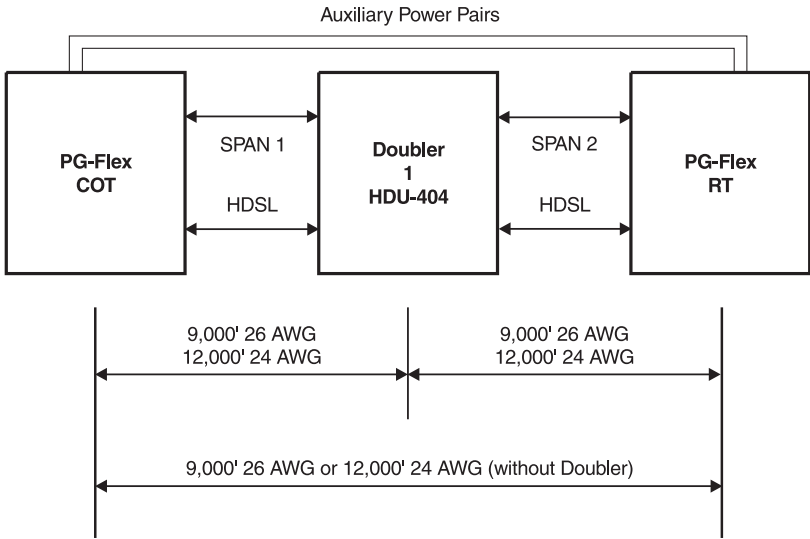 Auxiliary Power Pairs
PG-Flex
COT
SPAN 1
HDSL
Doubler
1
HDU-404
SPAN 2
HDSL
PG-Flex
RT
9,000' 26 AWG
12,000' 24 AWG
9,000' 26 AWG
12,000' 24 AWG
9,000' 26 AWG or 12,000' 24 AWG (without Doubler)